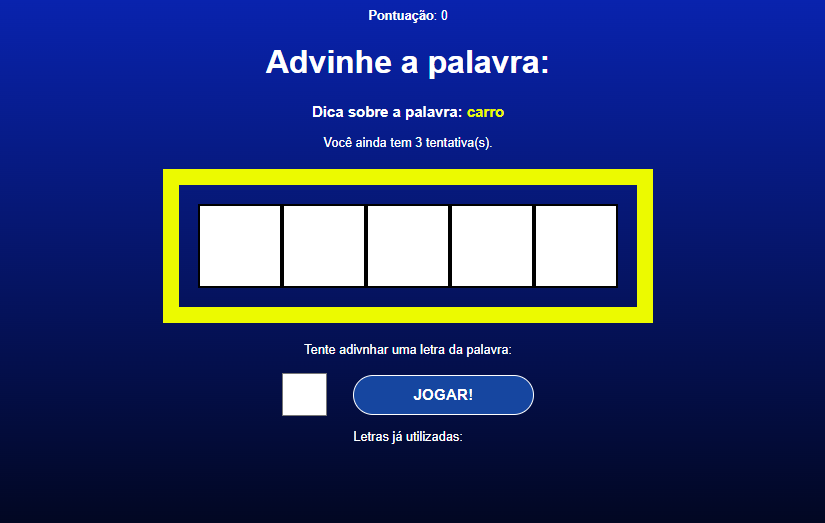 Pontuação: 0
Advinhe a palavra:
Dica sobre a palavra: carro
Você ainda tem 3 tentativa(s).
Tente adivnhar uma letra da palavra:
JOGAR!
Letras já utilizadas: